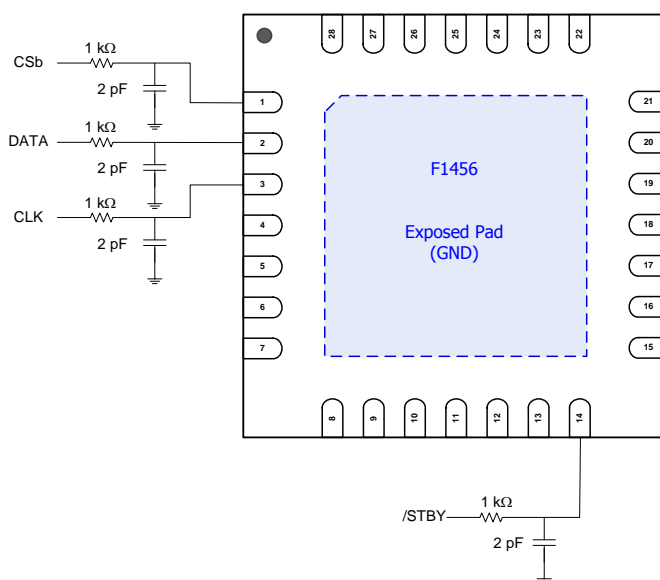 28 27 26 25 24 23 22
1 kΩ
CSb
2 pF
1
21
1 kΩ
DATA
2
20
2 pF
F1456
1 kΩ
3
19
CLK
2 pF
4
18
Exposed Pad
(GND)
5
17
6
16
7
15
8 9 10 11 12 13 14
1 kΩ
/STBY
2 pF